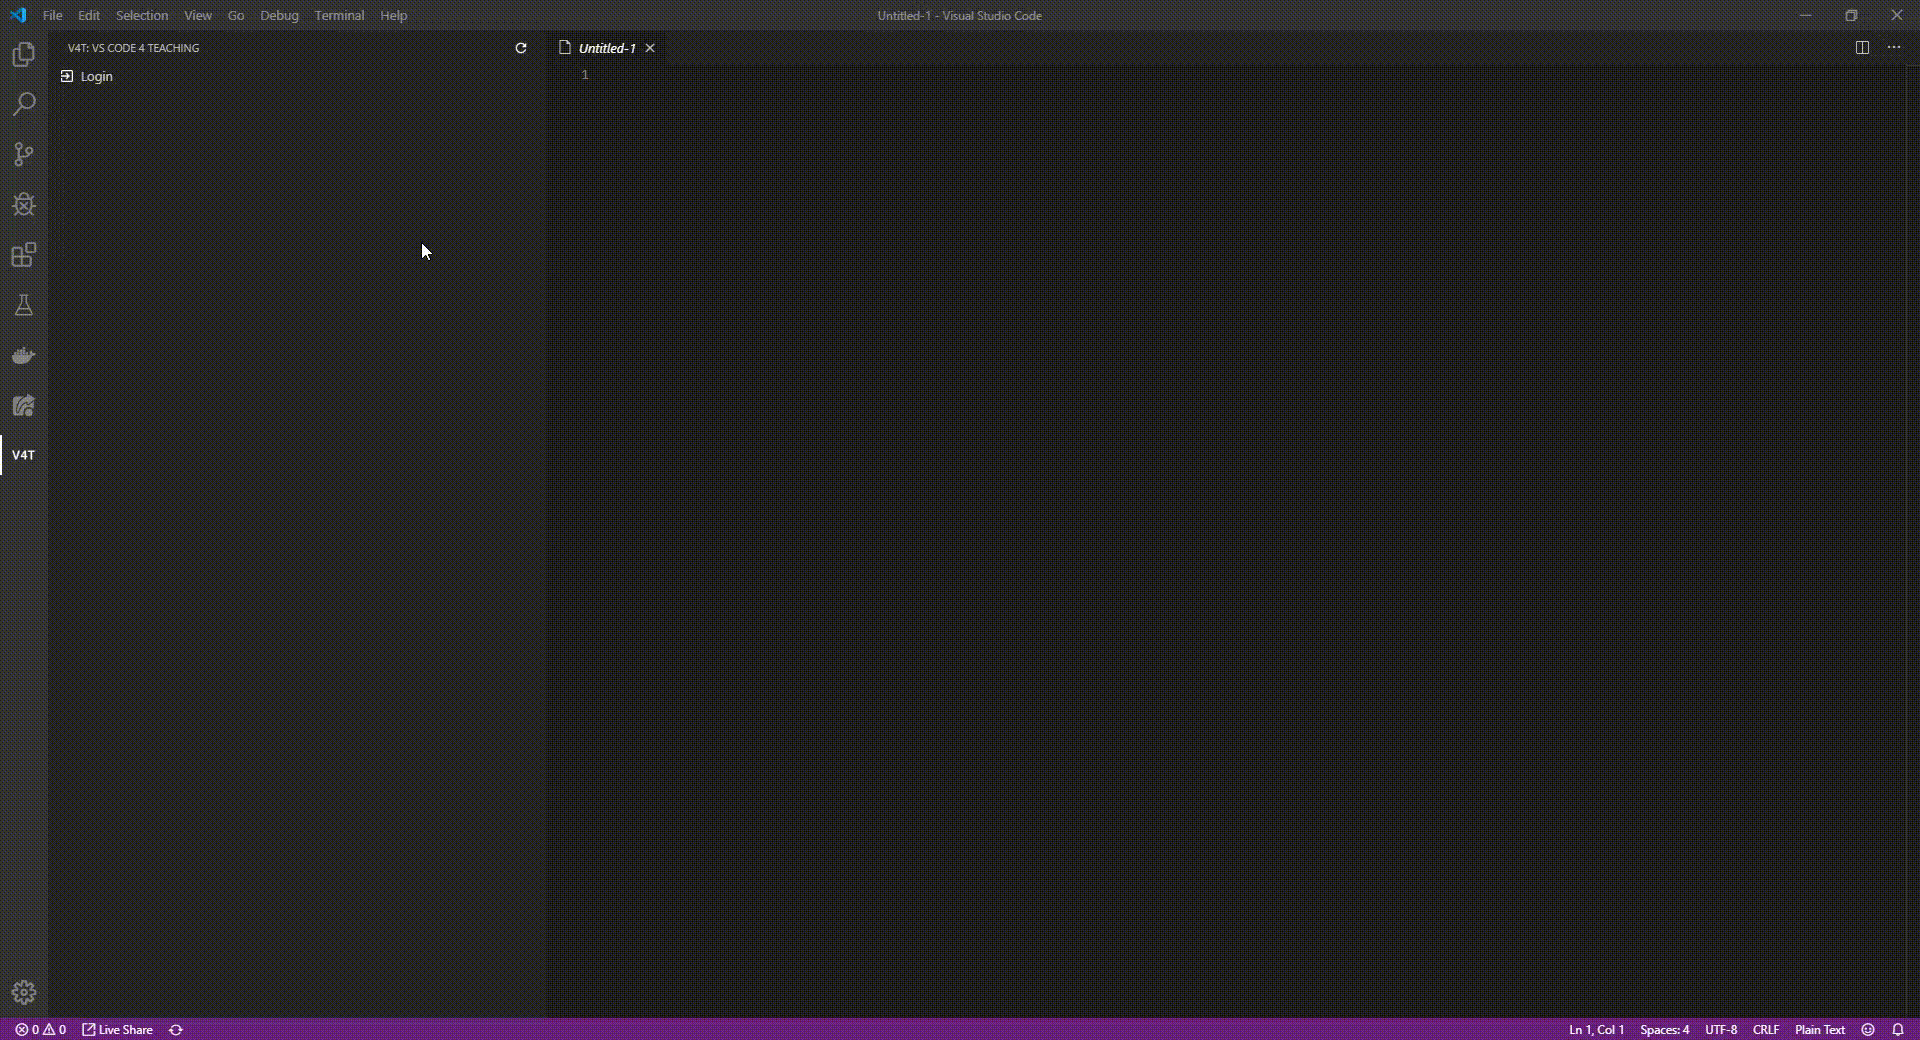 File Edit Selection View Go Debug Terminal Help
Untitled-1 - Visual Studio Code
V4T: VS CODE 4 TEACHING
Untitled-1
Login
1
V4T
0 0 Live Share
Ln 1, Col 1 Spaces: 4 UTF-8 CRLF Plain Text